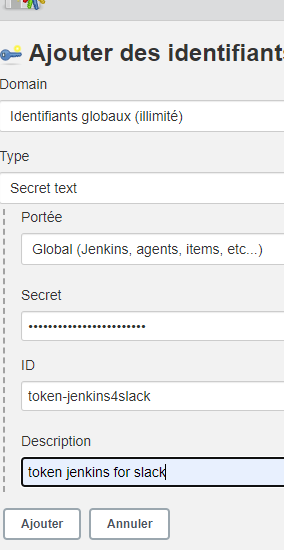 Ajouter des identifiants
Domain
Identifiants globaux (illimité)
Type
Secret text
Portée
Global (Jenkins, agents, items, etc...)
Secret
••••••••••••••••••••••••
ID
token-jenkins4slack
Description
token jenkins for slack
Ajouter
Annuler